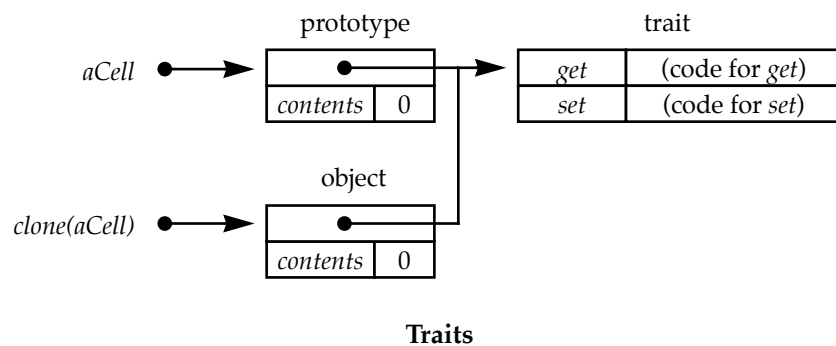 prototype trait
aCell get (code for get)
contents 0 set (code for set)
object
clone(aCell)
contents 0
Traits